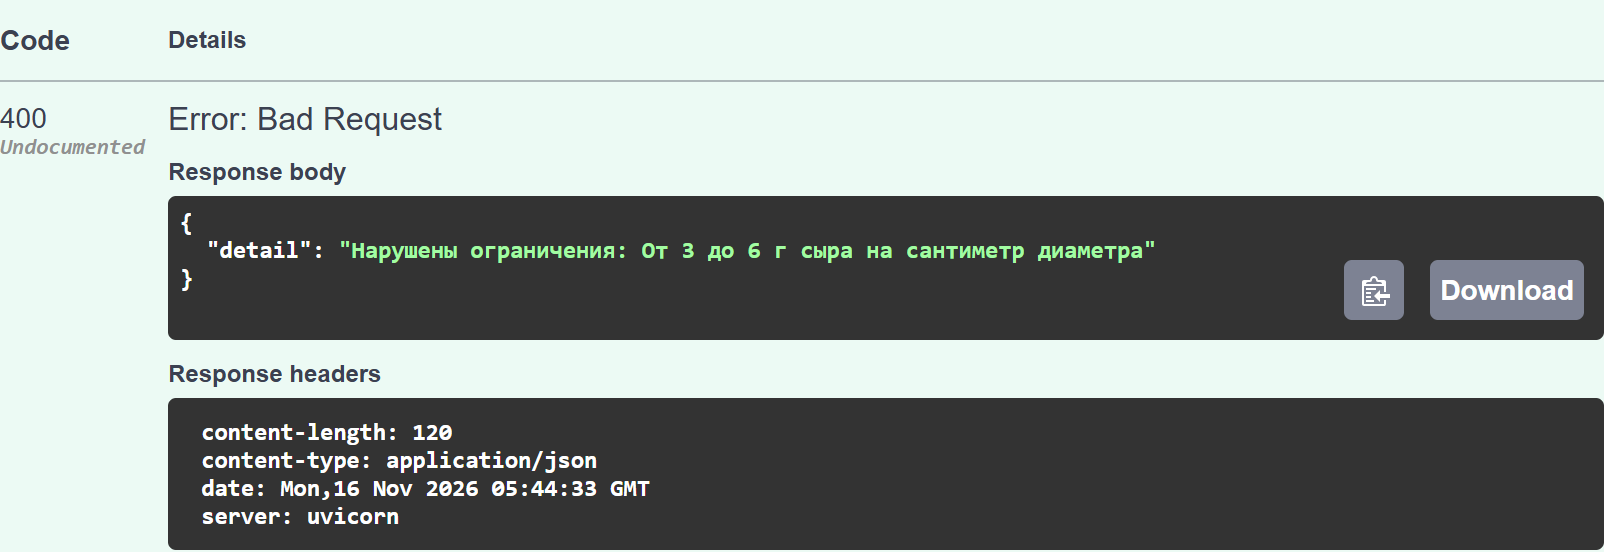 Code Details
400 Error: Bad Request
Undocumented
Response body
{
"detail": "Нарушены ограничения: От 3 до 6 г сыра на сантиметр диаметра"
}
Download
Response headers
content-length: 120
content-type: application/json
date: Mon,16 Nov 2026 05:44:33 GMT
server: uvicorn